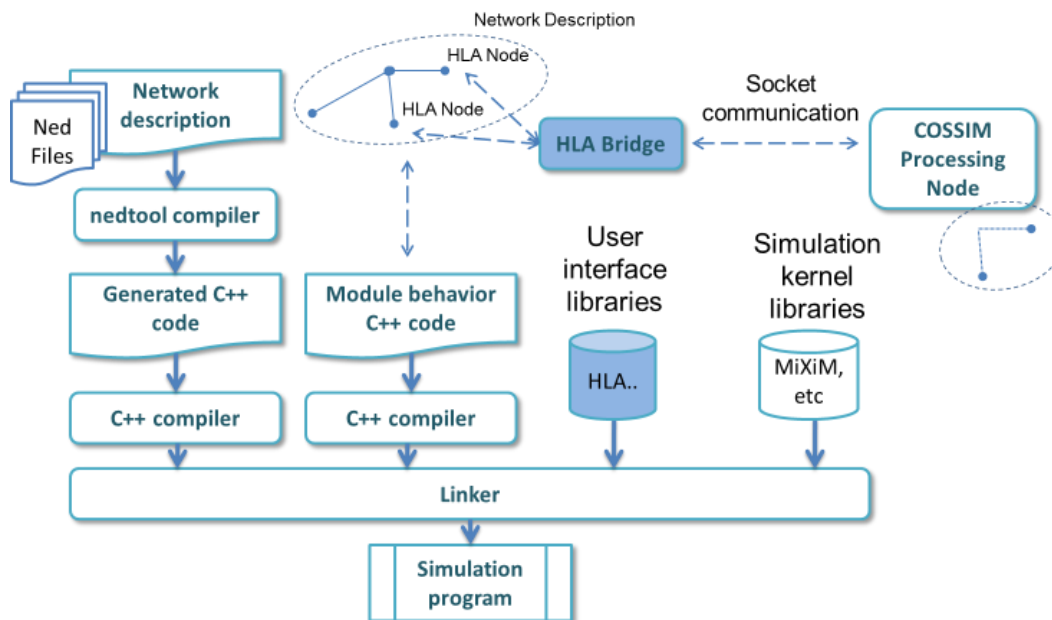 Network Description
HLA Node
HLA Node
Network
description
Ned
Files
Socket
communication
HLA Bridge
COSSIM
Processing
Node
nedtool compiler
User
interface
libraries
Simulation
kernel
libraries
Generated C++
code
Module behavior
C++ code
HLA..
MiXiM,
etc
C++ compiler
C++ compiler
Linker
Simulation
program